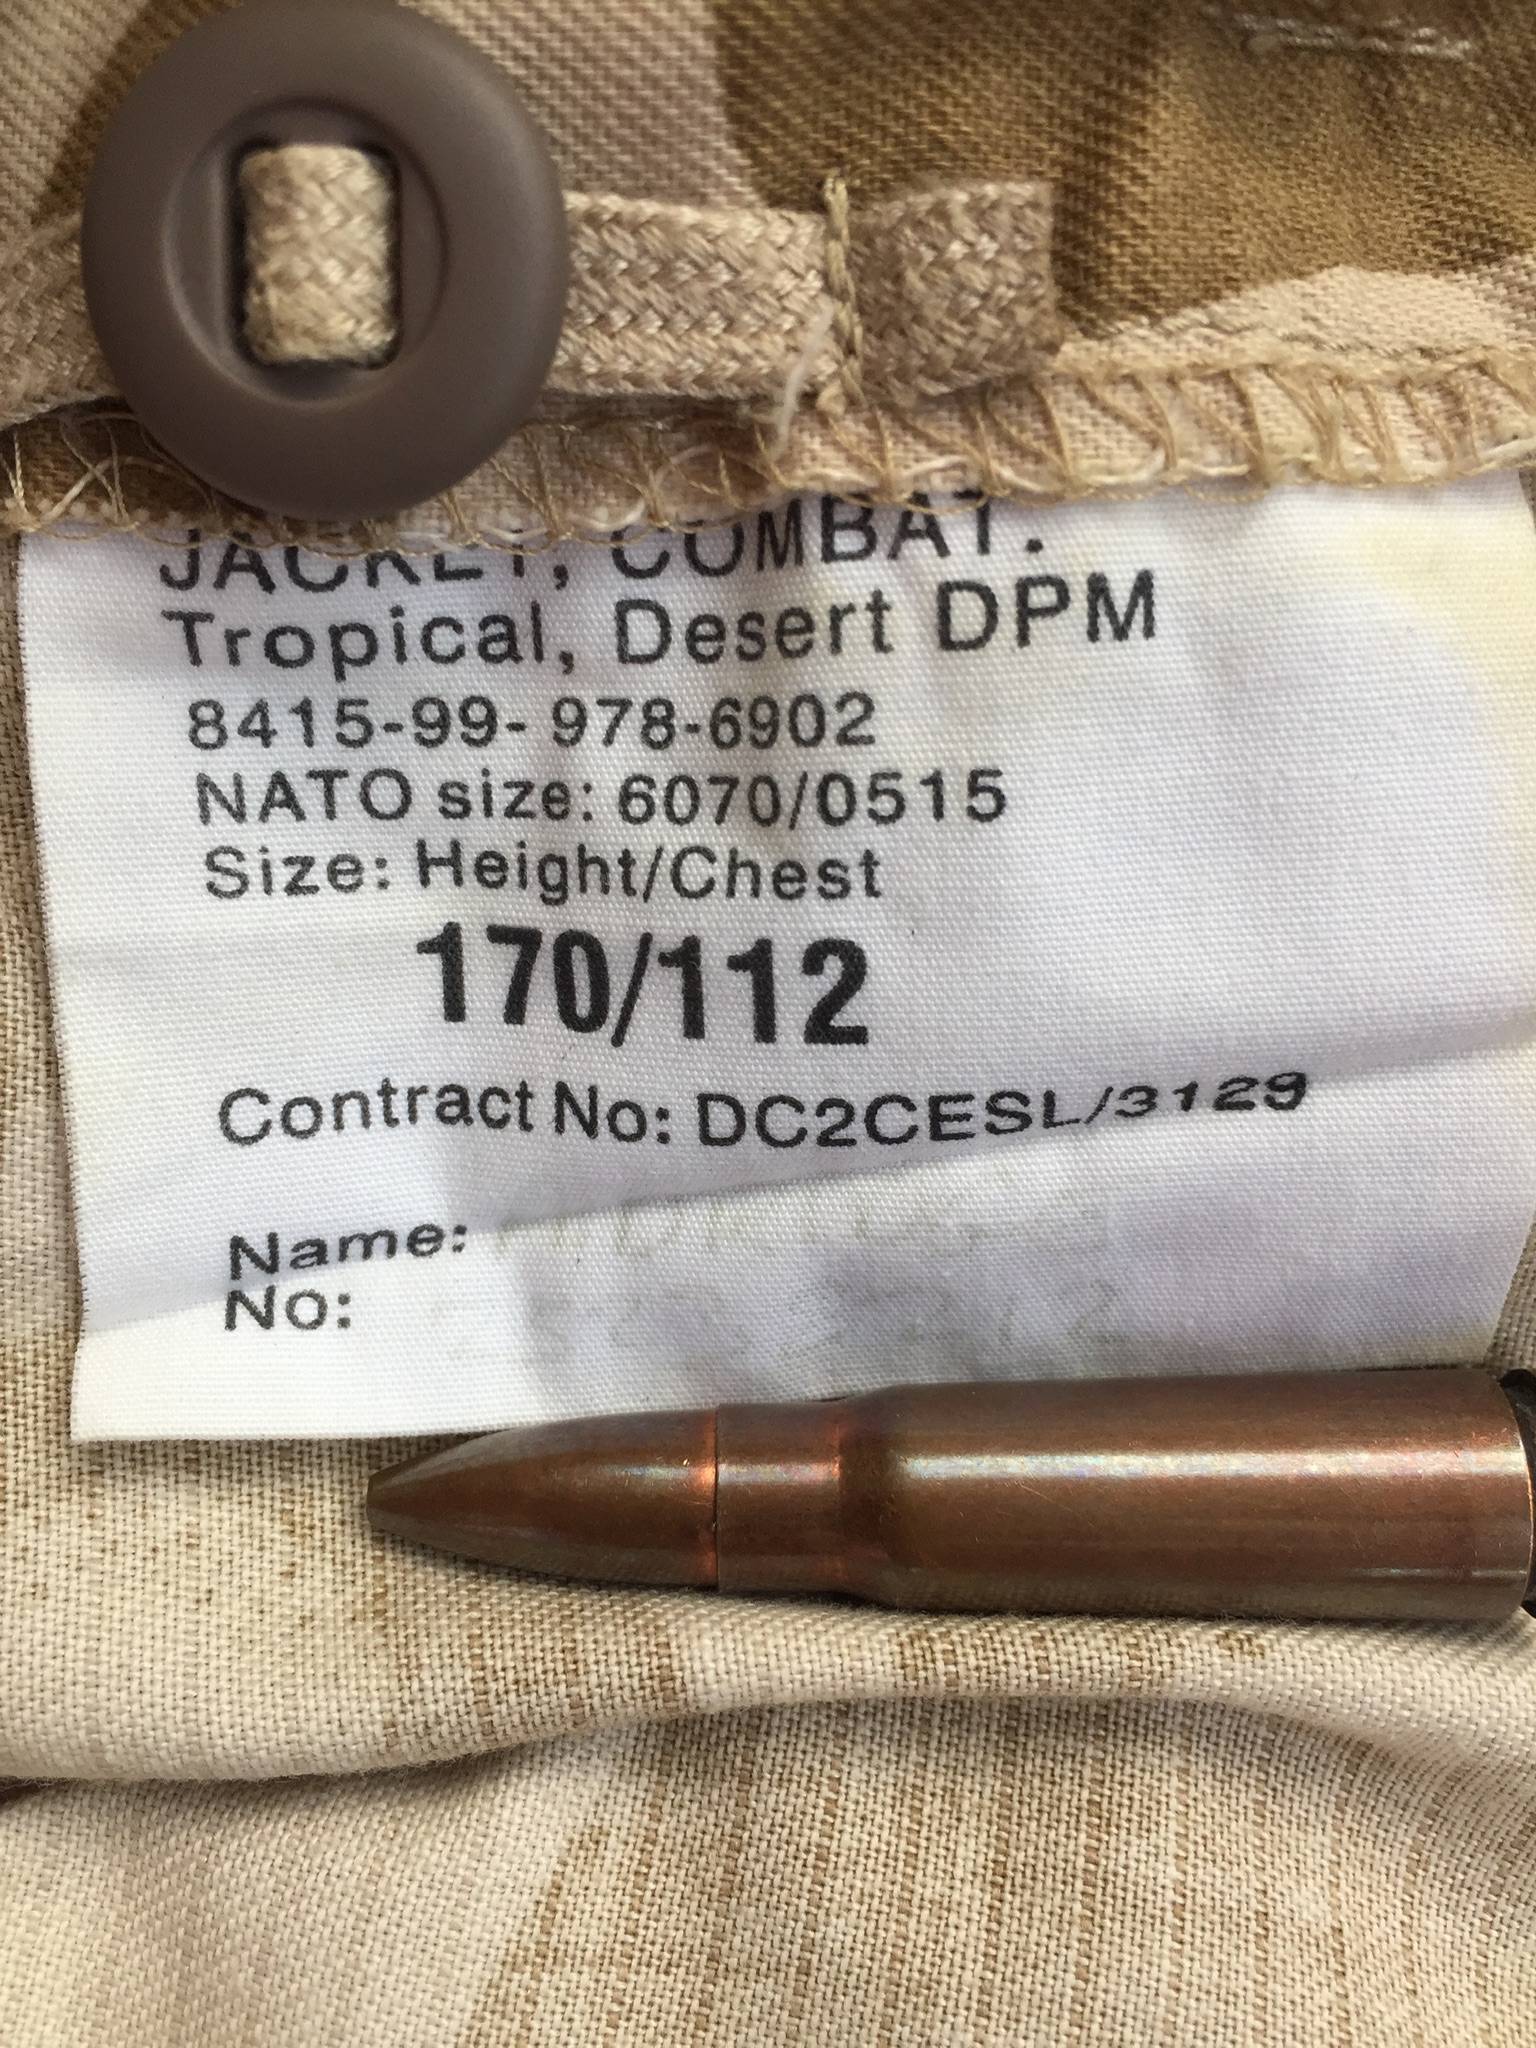 JACKET, COMBAT.
Tropical, Desert DPM
8415-99- 978-6902
NATO size: 6070/0515
Size: Height/Chest
170/112
Contract No: DC2CESL/3129
Name:
No: